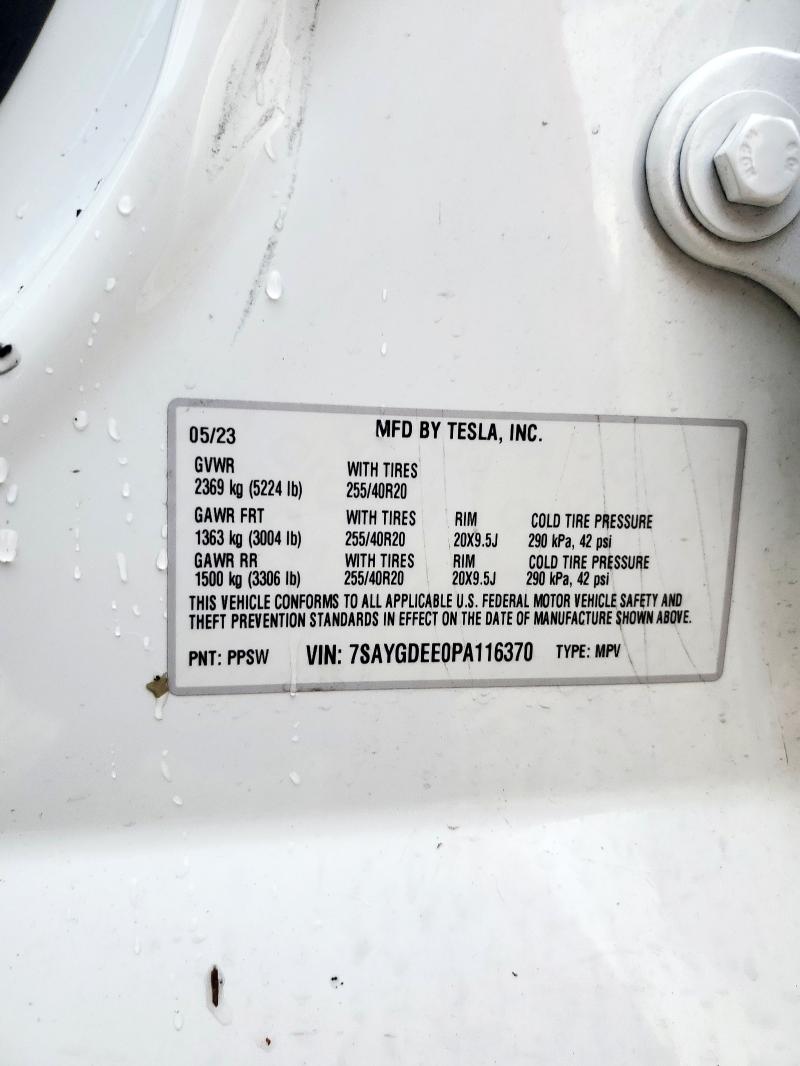 05/23 MFD BY TESLA, INC.
GVWR WITH TIRES
2369 kg (5224 lb) 255/40R20
GAWR FRT WITH TIRES RIM COLD TIRE PRESSURE
1363 kg (3004 lb) 255/40R20 20X9.5J 290 kPa, 42 psi
GAWR RR WITH TIRES RIM COLD TIRE PRESSURE
1500 kg (3306 lb) 255/40R20 20X9.5J 290 kPa, 42 psi
THIS VEHICLE CONFORMS TO ALL APPLICABLE U.S. FEDERAL MOTOR VEHICLE SAFETY AND
THEFT PREVENTION STANDARDS IN EFFECT ON THE DATE OF MANUFACTURE SHOWN ABOVE.
PNT: PPSW VIN: 7SAYGDEE0PA116370 TYPE: MPV